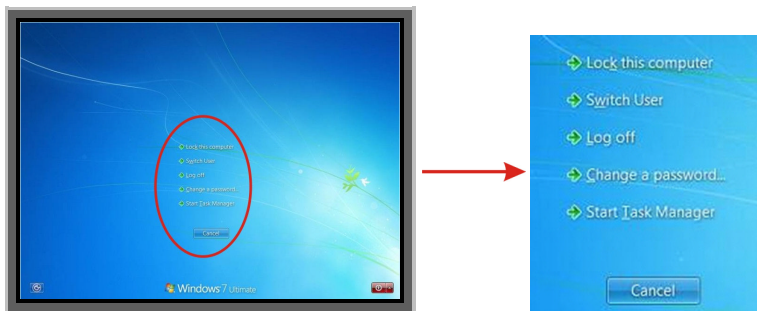 Lock this computer
Switch User
Log off
Change a password...
Start Task Manager
Cancel
Windows 7 Ultimate
Lock this computer
Switch User
Log off
Change a password...
Start Task Manager
Cancel